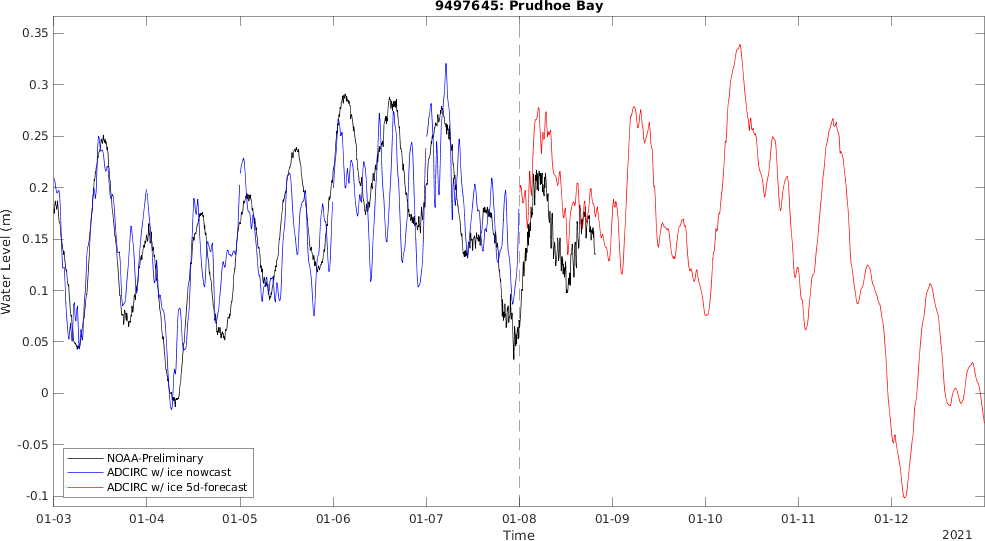 9497645: Prudhoe Bay
Water Level (m)
0.35
0.3
0.25
0.2
0.15
0.1
0.05
0
-0.05
-0.1
NOAA-Preliminary
ADCIRC w/ ice nowcast
ADCIRC w/ ice 5d-forecast
01-03 01-04 01-05 01-06 01-07 01-08 01-09 01-10 01-11 01-12
Time
2021